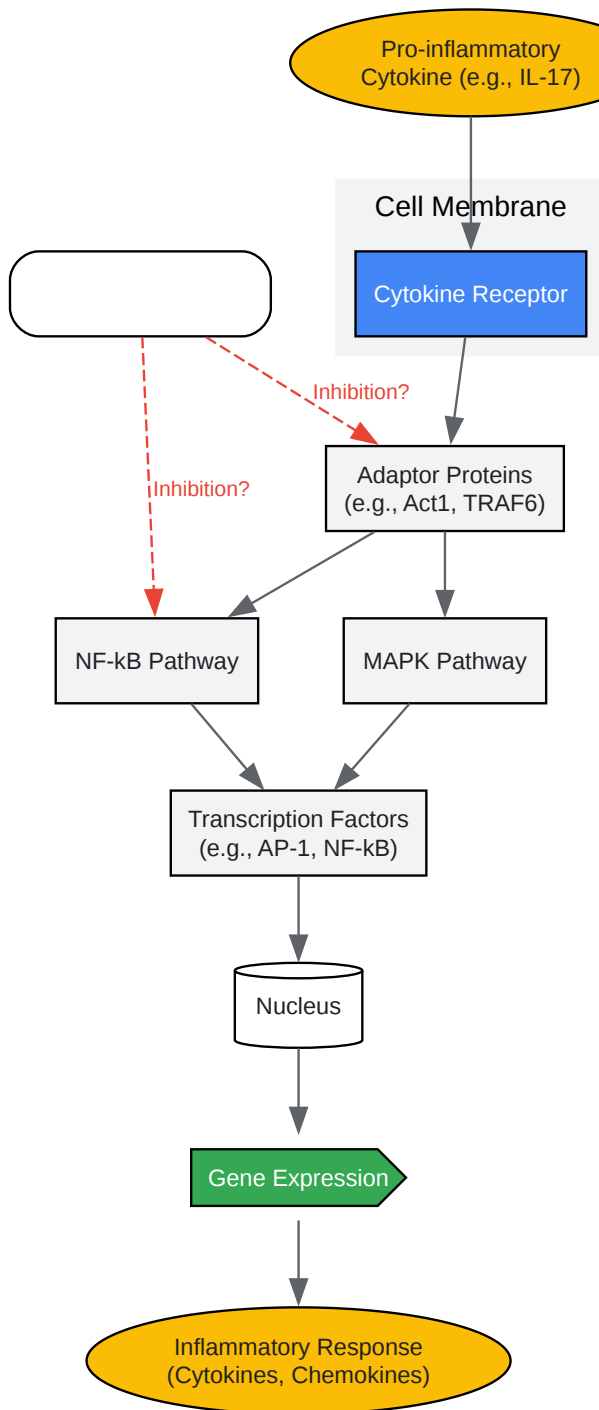 Pro-inflammatory
Cytokine (e.g., IL-17)
Cell Membrane
Cytokine Receptor
Inhibition?
Adaptor Proteins
(e.g., Act1, TRAF6)
Inhibition?
NF-kB Pathway
MAPK Pathway
Transcription Factors
(e.g., AP-1, NF-kB)
Nucleus
Gene Expression
Inflammatory Response
(Cytokines, Chemokines)